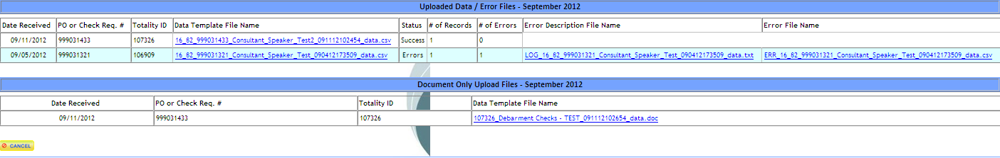 Uploaded Data / Error Files - September 2012
Date Received PO or Check Req. # Totality ID Data Template File Name Status # of Records # of Errors Error Description File Name Error File Name
09/11/2012 999031433 107326 16_82_999031433_Consultant_Speaker_Test2_091112102454_data.csv Success 1 0
09/05/2012 999031321 106909 16_82_999031321_Consultant_Speaker_Test_090412173509_data.csv Errors 1 1 LOG_16_82_999031321_Consultant_Speaker_Test_090412173509_data.txt ERR_16_82_999031321_Consultant_Speaker_Test_090412173509_data.csv
Document Only Upload Files - September 2012
Date Received PO or Check Req. # Totality ID Data Template File Name
09/11/2012 999031433 107326 107326_Debarment Checks - TEST_091112102654_data.doc
CANCEL